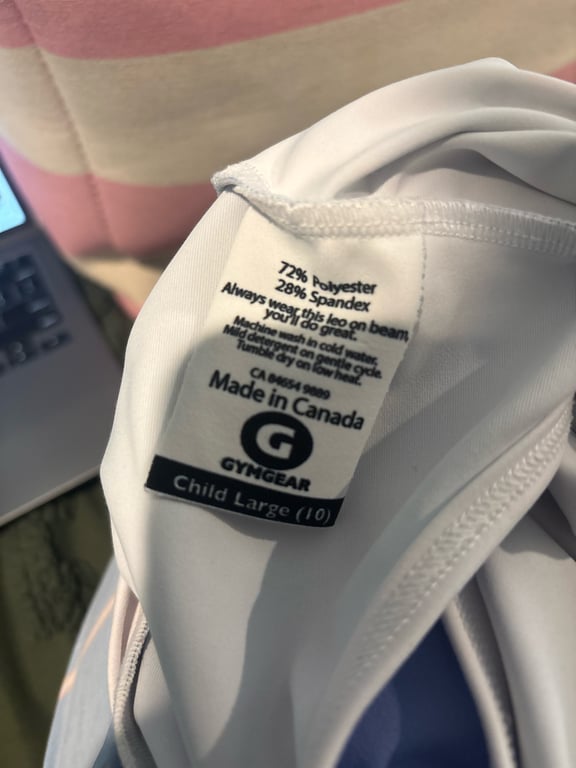 72% Polyester
28% Spandex
Always wear this leo on beam,
you'll do great.
Machine wash in cold water.
Mild detergent on gentle cycle.
Tumble dry on low heat.
CA 84654 9889
Made in Canada
G
GYMGEAR
Child Large (10)